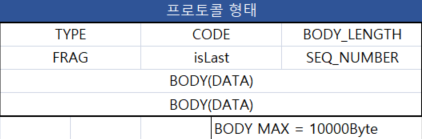 프로토콜 형태
TYPE CODE BODY_LENGTH
FRAG isLast SEQ_NUMBER
BODY(DATA)
BODY(DATA)
BODY MAX = 10000Byte